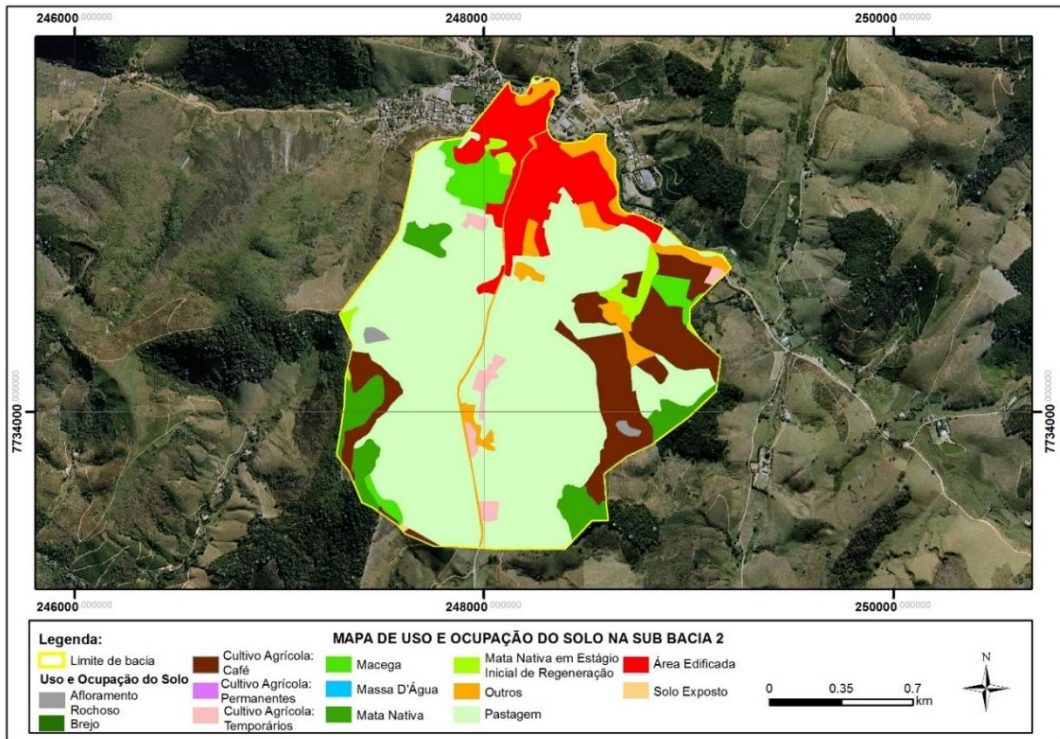 246000.000000
248000.000000
250000.000000
7734000.000000
7734000.000000
246000.000000
248000.000000
250000.000000
Legenda:
MAPA DE USO E OCUPAÇÃO DO SOLO NA SUB BACIA 2
Limite de bacia
Uso e Ocupação do Solo
Afloramento
Rochoso
Brejo
Cultivo Agrícola:
Café
Cultivo Agrícola:
Permanentes
Cultivo Agrícola:
Temporários
Macega
Massa D'Água
Mata Nativa
Mata Nativa em Estágio
Inicial de Regeneração
Outros
Pastagem
Área Edificada
Solo Exposto
0 0.35 0.7
km
N